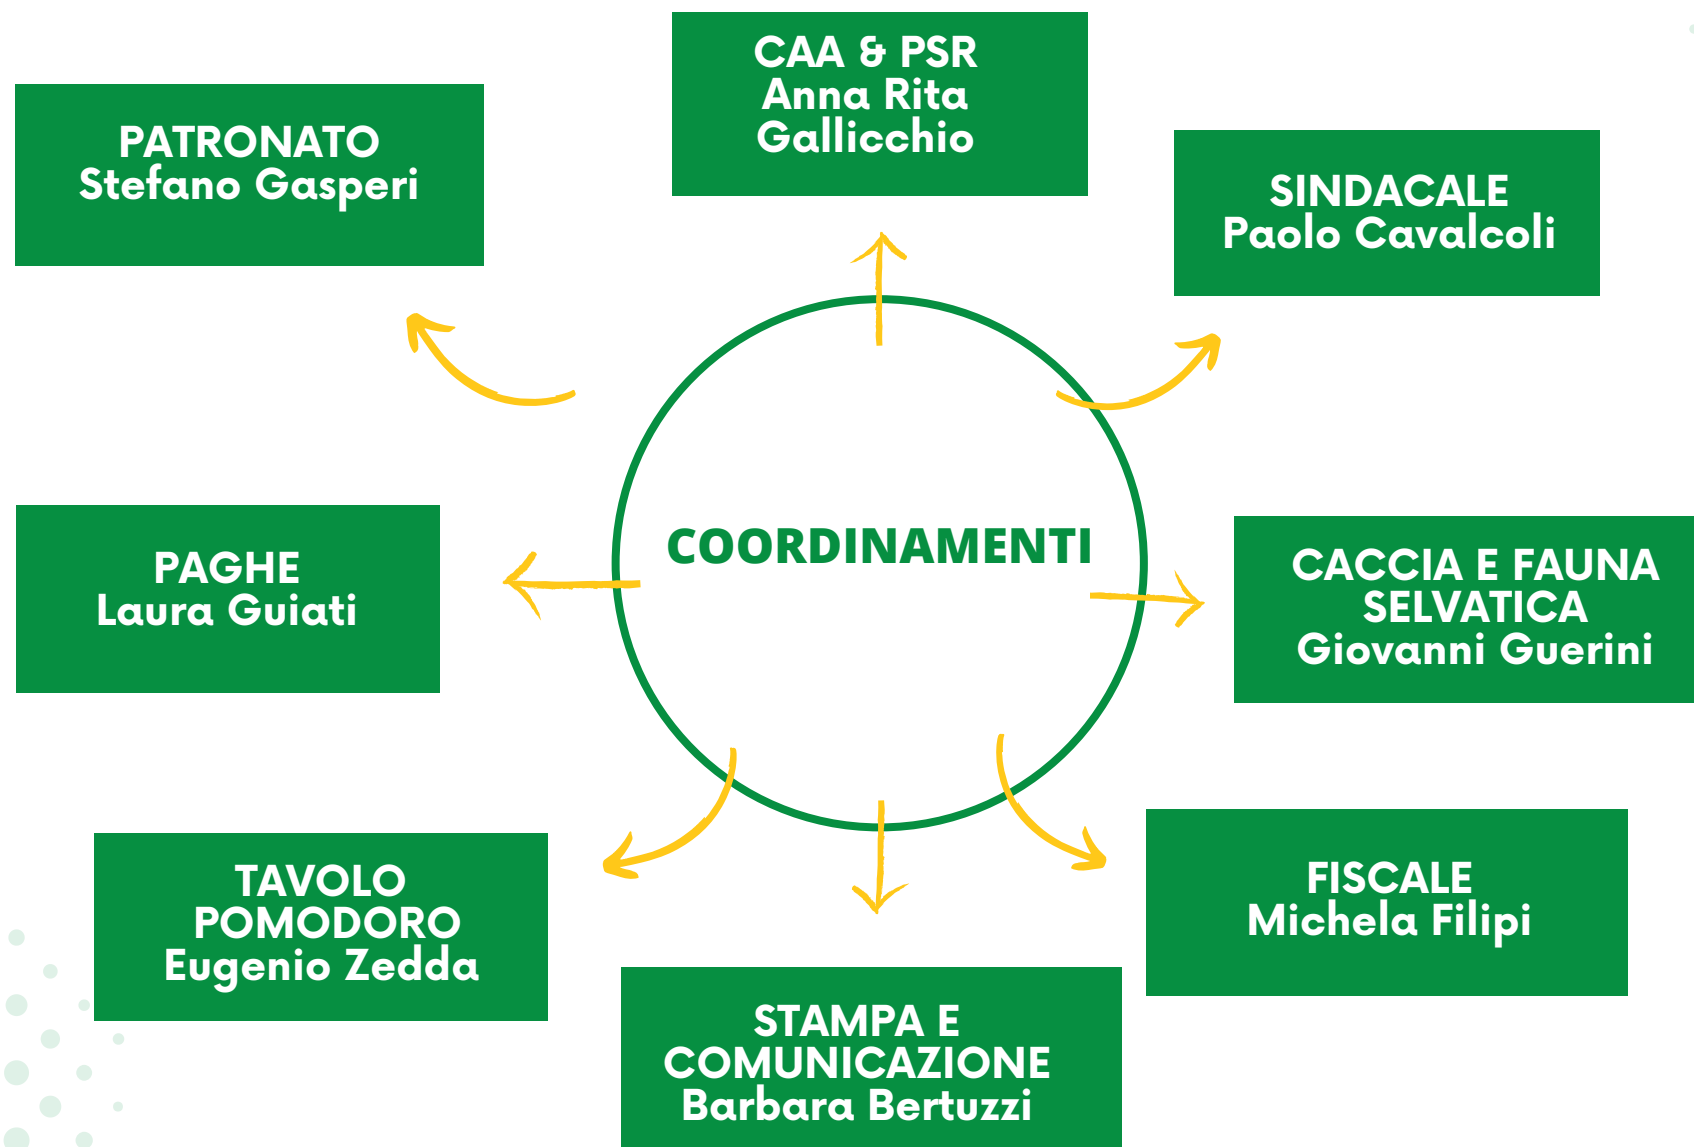 CAA & PSR
Anna Rita
Gallicchio
PATRONATO
Stefano Gasperi
SINDACALE
Paolo Cavalcoli
COORDINAMENTI
PAGHE
Laura Guiati
CACCIA E FAUNA
SELVATICA
Giovanni Guerini
TAVOLO
POMODORO
Eugenio Zedda
FISCALE
Michela Filipi
STAMPA E
COMUNICAZIONE
Barbara Bertuzzi